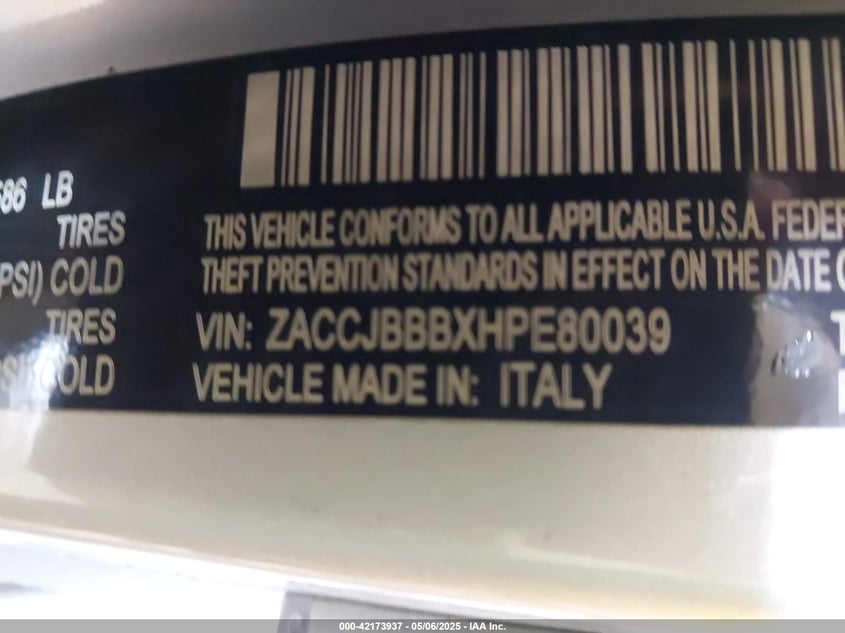 686 LB
TIRES
PSI) COLD
TIRES
COLD
THIS VEHICLE CONFORMS TO ALL APPLICABLE U.S.A. FEDER
THEFT PREVENTION STANDARDS IN EFFECT ON THE DATE O
VIN: ZACCJBBBXHPE80039
VEHICLE MADE IN: ITALY
000-42173937 - 05/06/2025 - IAA Inc.